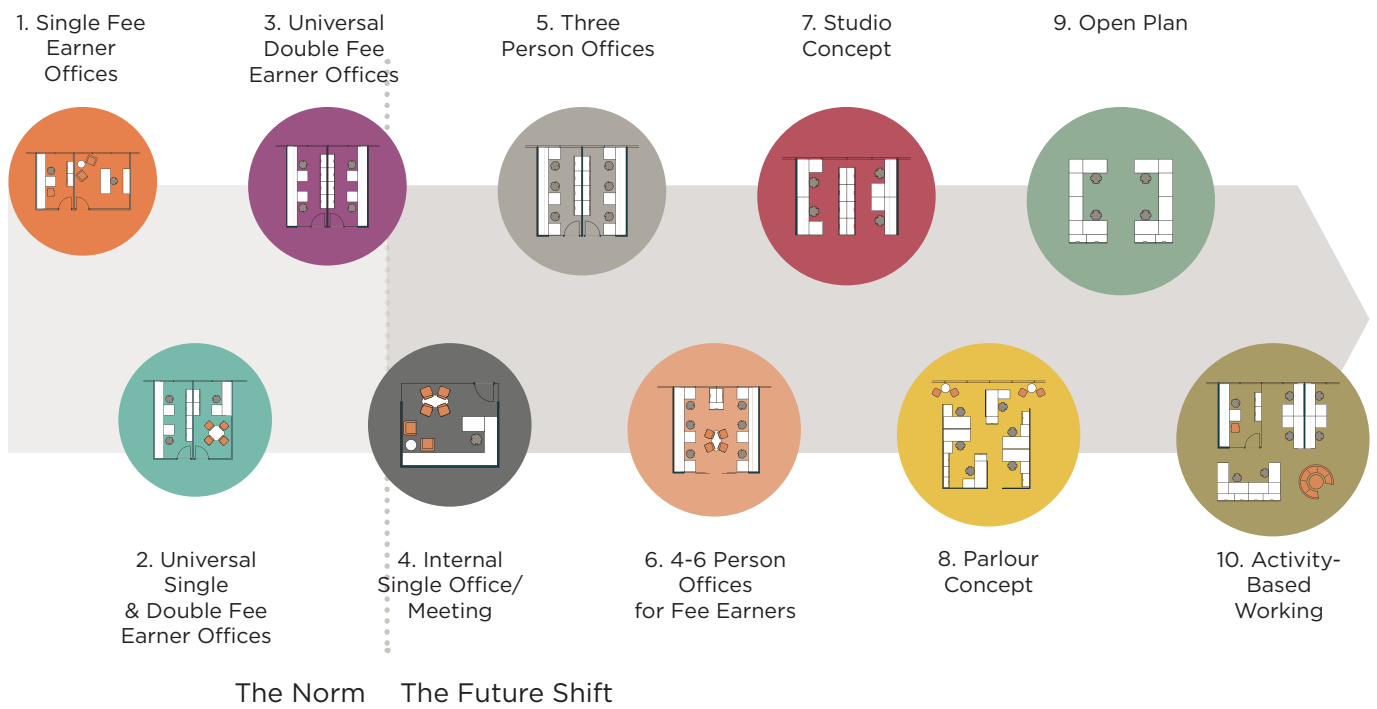 1. Single Fee
Earner
Offices
3. Universal
Double Fee
Earner Offices
5. Three
Person Offices
7. Studio
Concept
9. Open Plan
2. Universal
Single
& Double Fee
Earner Offices
4. Internal
Single Office/
Meeting
6. 4-6 Person
Offices
for Fee Earners
8. Parlour
Concept
10. Activity-
Based
Working
The Norm
The Future Shift